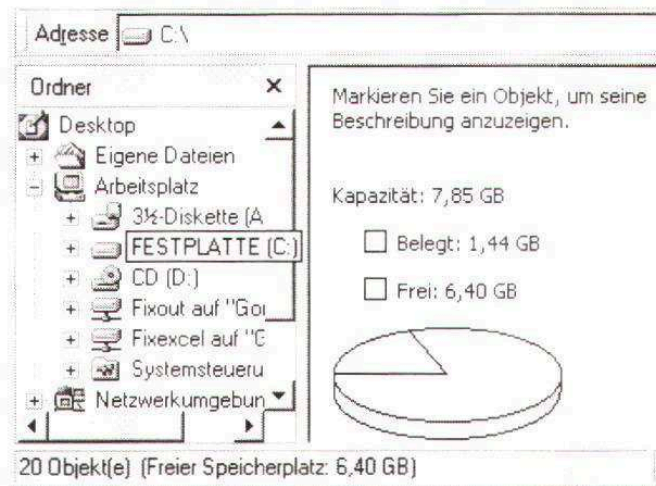 Adresse C:\
Ordner
Desktop
Eigene Dateien
Arbeitsplatz
3½-Diskette (A
FESTPLATTE (C:)
CD (D:)
Fixout auf "Gor
Fixexcel auf "G
Systemsteueru
Netzwerkumgebun
Markieren Sie ein Objekt, um seine
Beschreibung anzuzeigen.
Kapazität: 7,85 GB
Belegt: 1,44 GB
Frei: 6,40 GB
20 Objekt(e) (Freier Speicherplatz: 6,40 GB)